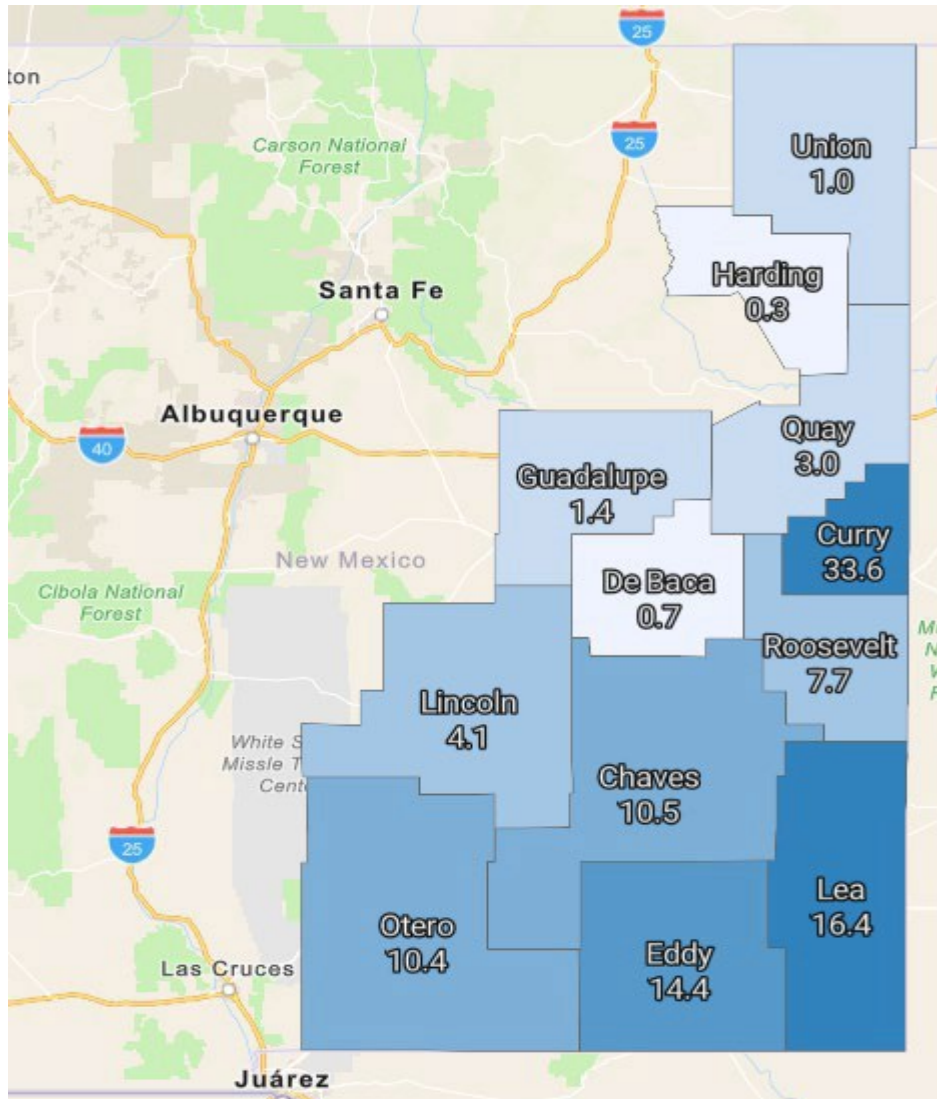 25
ton
Carson National
Forest
25
Union
1.0
Harding
0.3
Santa Fe
Albuquerque
40
Quay
3.0
Guadalupe
1.4
Curry
33.6
New Mexico
De Baca
0.7
Cibola National
Forest
Roosevelt
7.7
Lincoln
4.1
White S
Missle T
Cent
Chaves
10.5
25
Lea
16.4
Otero
10.4
Eddy
14.4
Las Cruces
Juárez